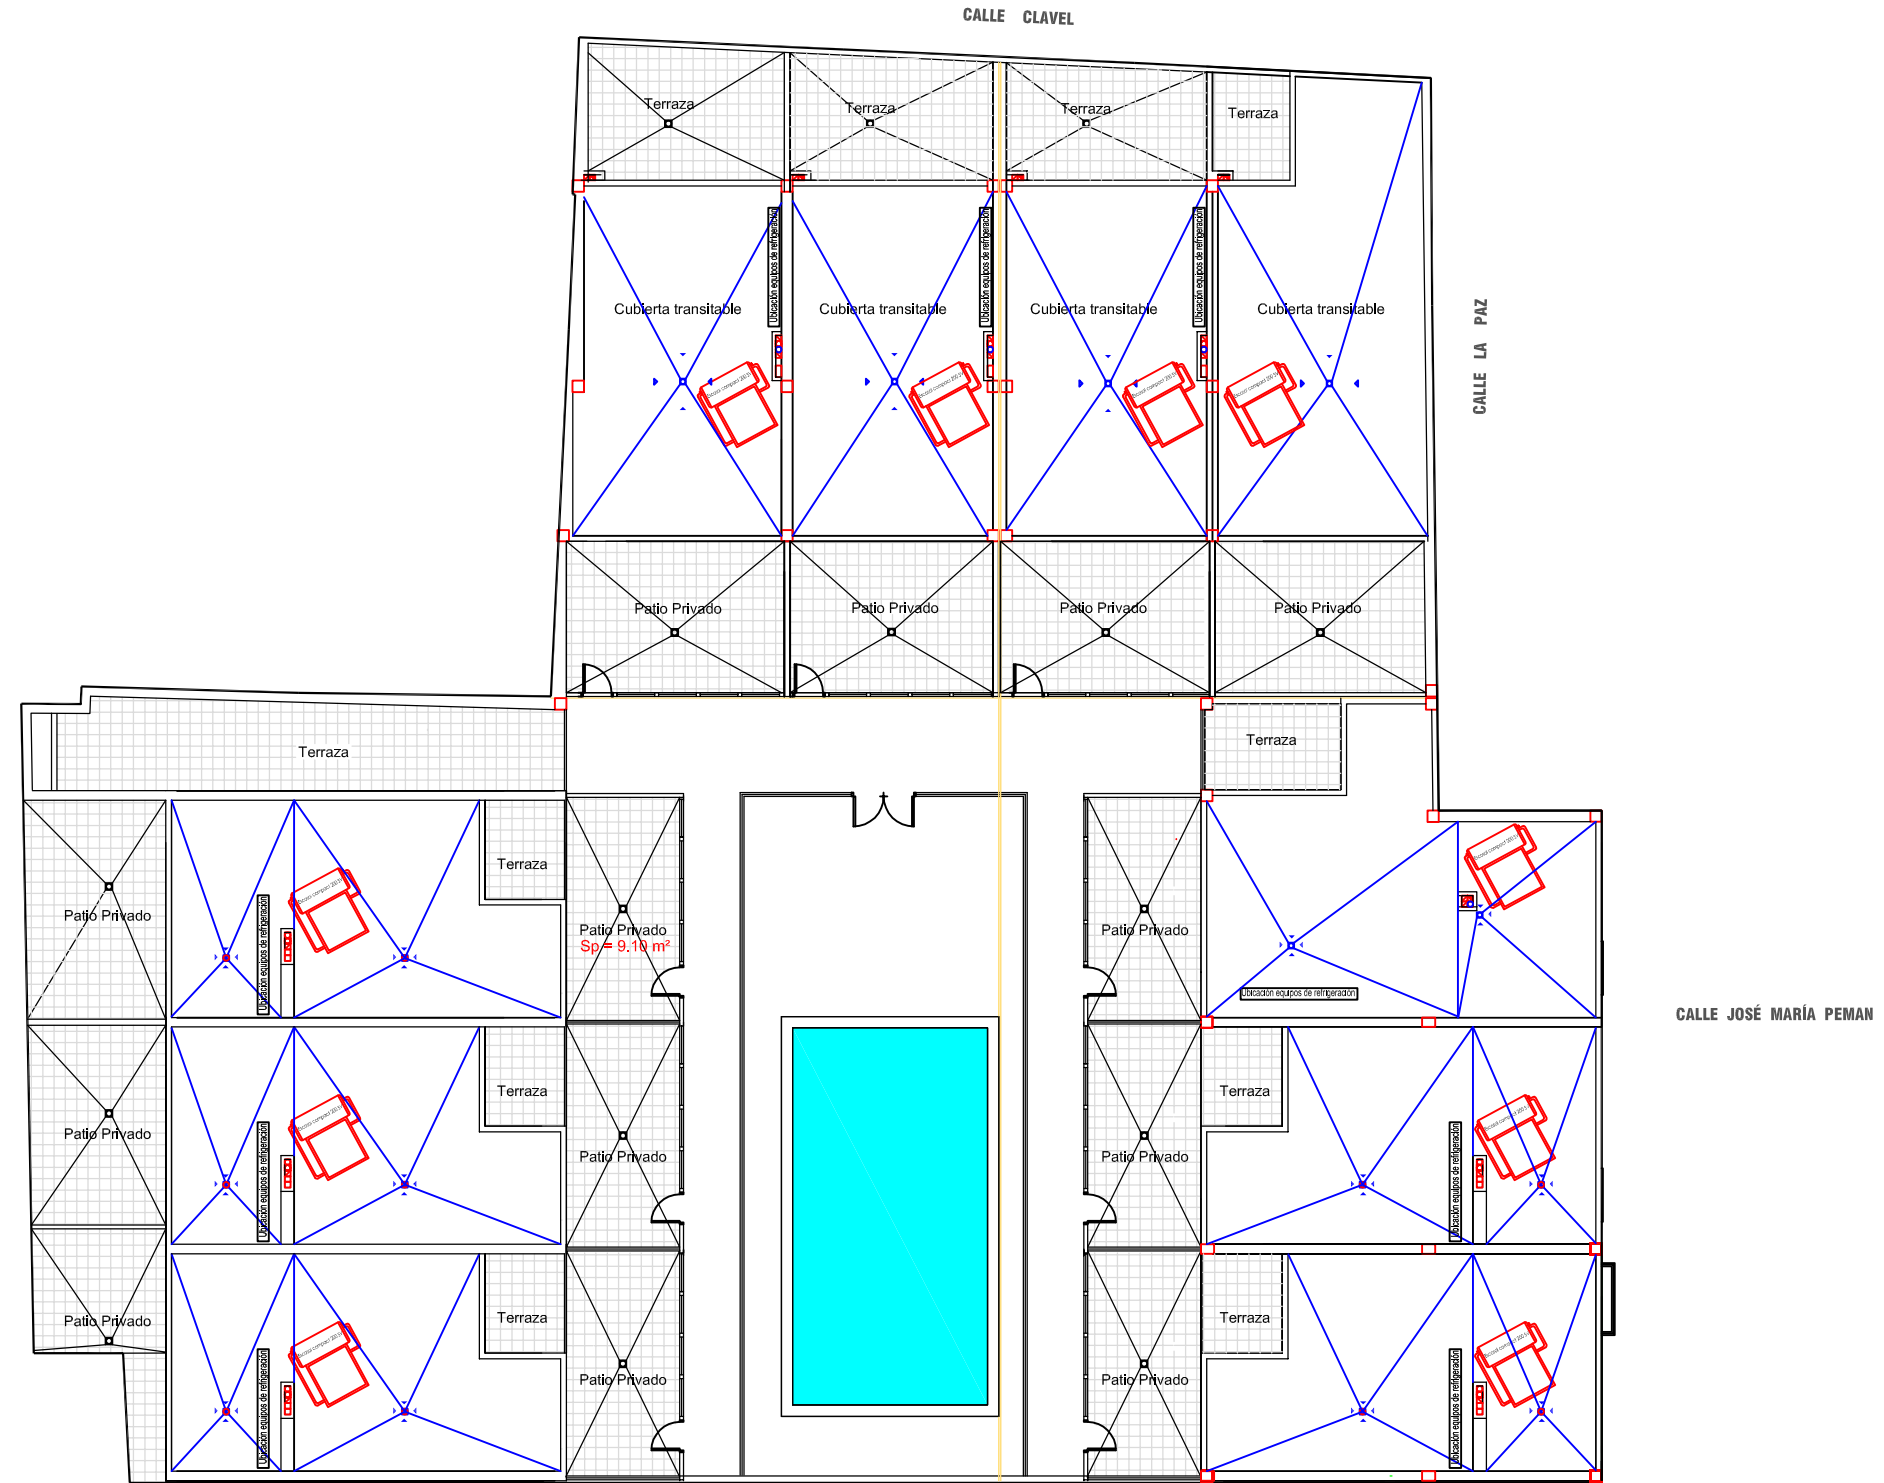 CALLE CLAVEL
Terraza
Terraza
Terraza
Terraza
Ubicación equipos de refrigeración
Ubicación equipos de refrigeración
Ubicación equipos de refrigeración
Cubierta transitable
Cubierta transitable
Cubierta transitable
Cubierta transitable
CALLE LA PAZ
Patio Privado
Patio Privado
Patio Privado
Patio Privado
Terraza
Terraza
Terraza
Patio Privado
Ubicación equipos de refrigeración
Patio Privado
Sp = 9.10 m²
Patio Privado
Ubicación equipos de refrigeración
CALLE JOSÉ MARÍA PEMAN
Terraza
Terraza
Patio Privado
Ubicación equipos de refrigeración
Patio Privado
Patio Privado
Ubicación equipos de refrigeración
Terraza
Terraza
Patio Privado
Ubicación equipos de refrigeración
Patio Privado
Patio Privado
Ubicación equipos de refrigeración